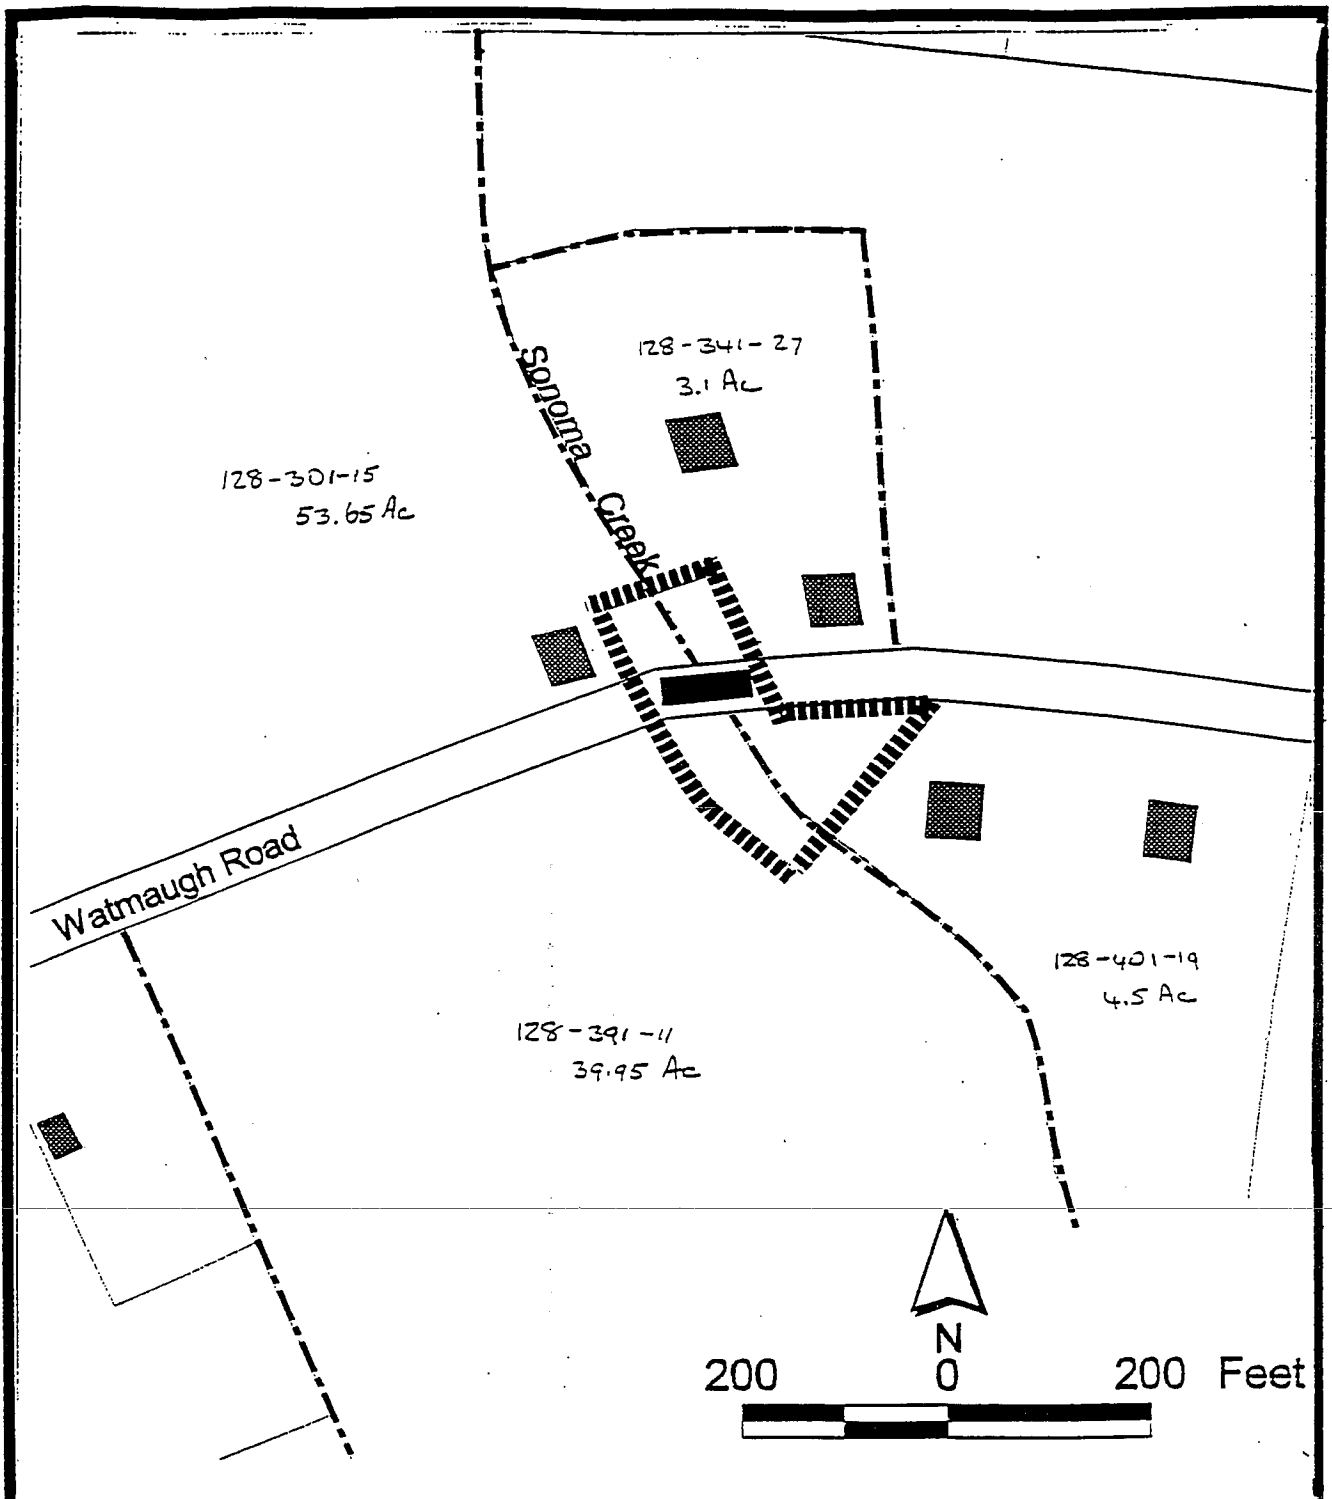 128-341-27
3.1 Ac
Sonoma Creek
128-301-15
53.65 Ac
Watmaugh Road
128-401-19
4.5 Ac
128-391-11
39.95 Ac
N
200 0 200 Feet